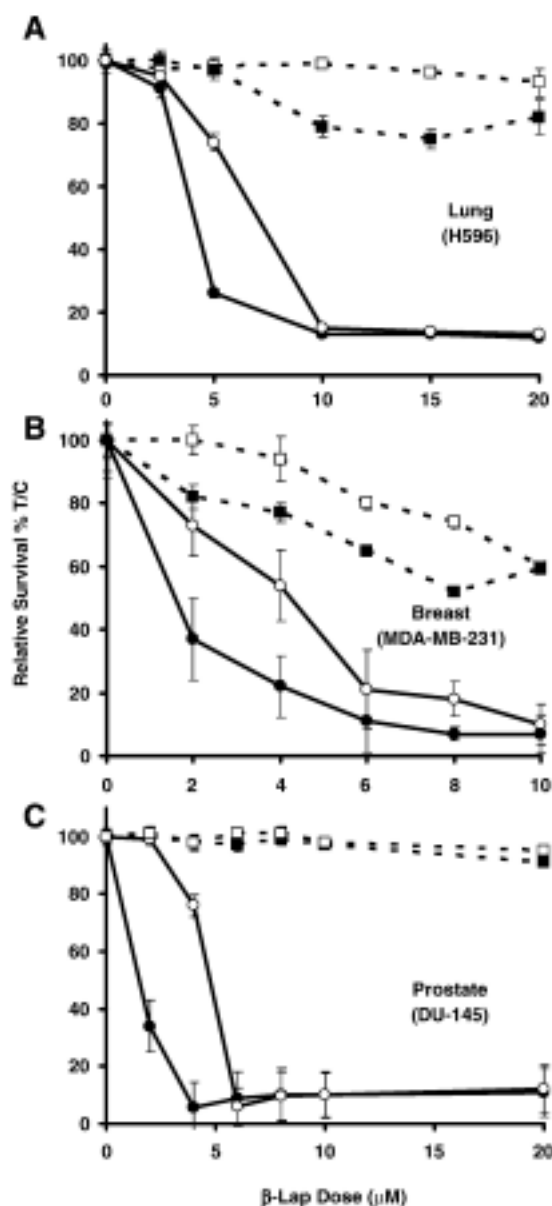 A
100
80
60
40
20
0
Lung
(H596)
0 5 10 15 20
B
100
80
60
40
20
0
Breast
(MDA-MB-231)
0 2 4 6 8 10
Relative Survival % T/C
C
100
80
60
40
20
0
Prostate
(DU-145)
0 5 10 15 20
β-Lap Dose (μM)